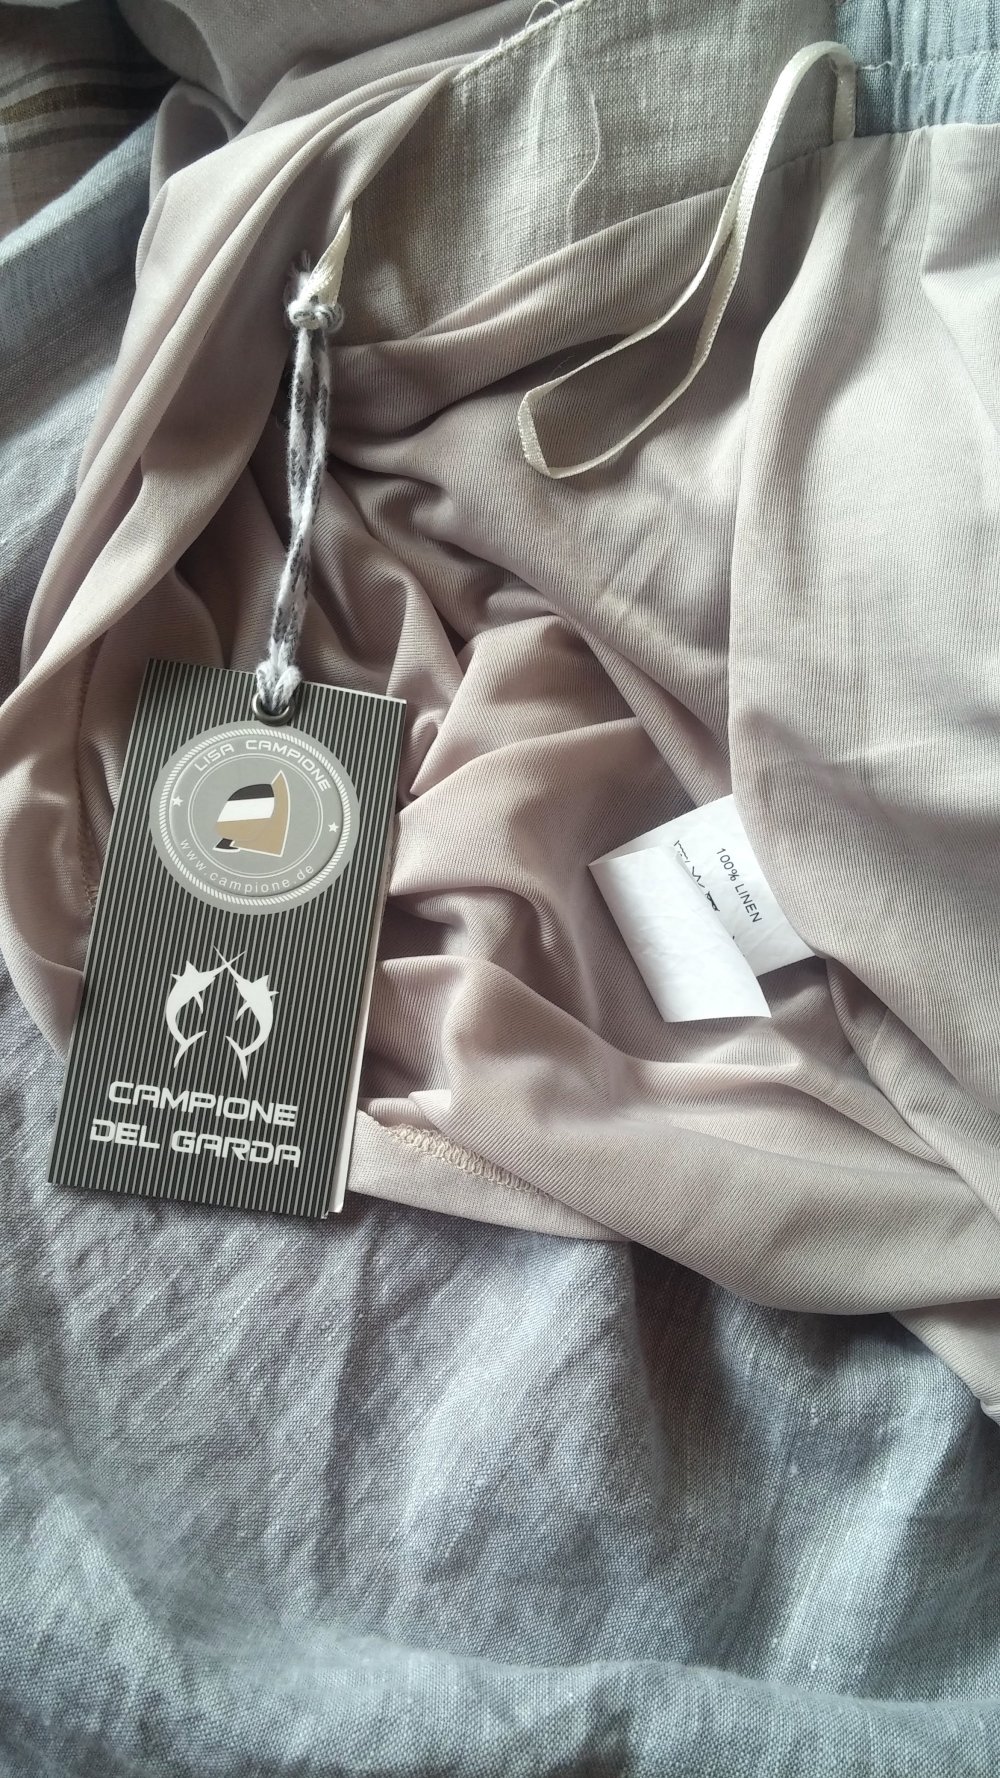 LISA CAMPIONE
www.campione.de
CAMPIONE
DEL GARDA
100% LINEN